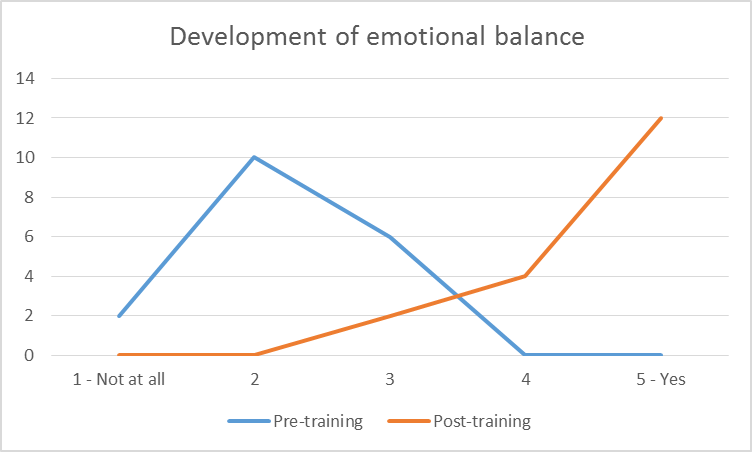 Development of emotional balance
14
12
10
8
6
4
2
0
1 - Not at all 2 3 4 5 - Yes
Pre-training Post-training